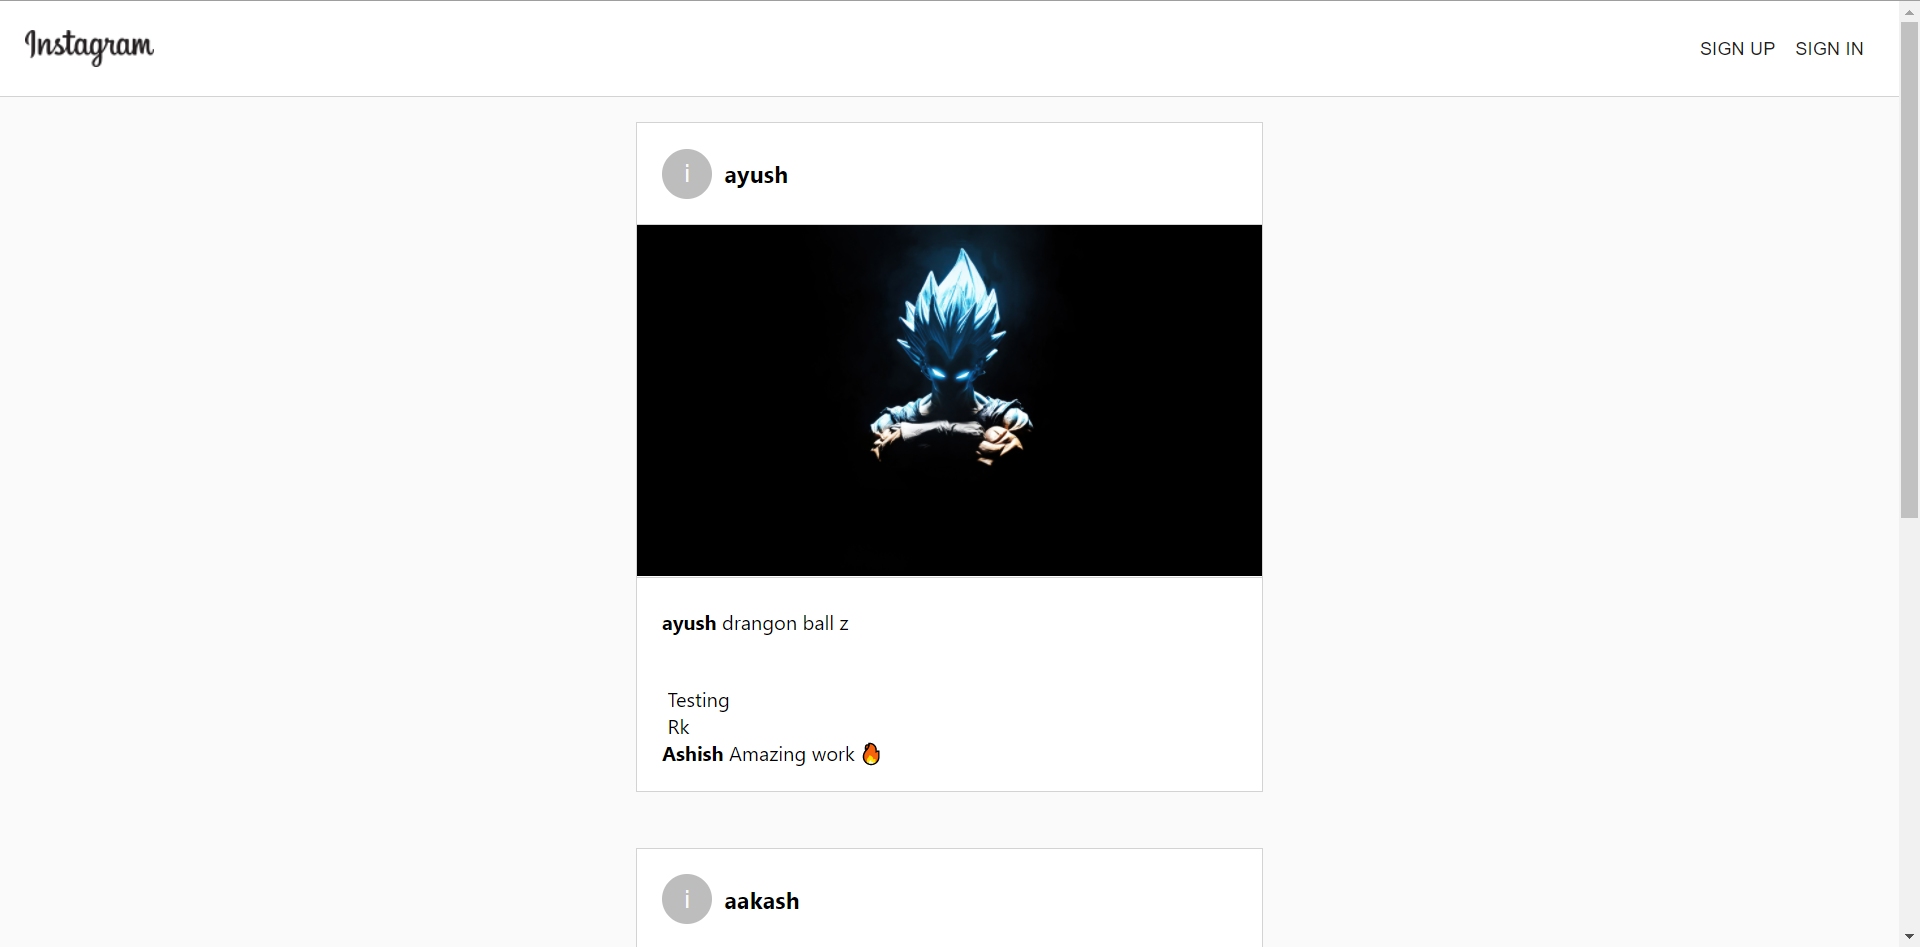 Instagram
SIGN UP SIGN IN
i ayush
ayush drangon ball z
Testing
Rk
Ashish Amazing work 🔥
i aakash